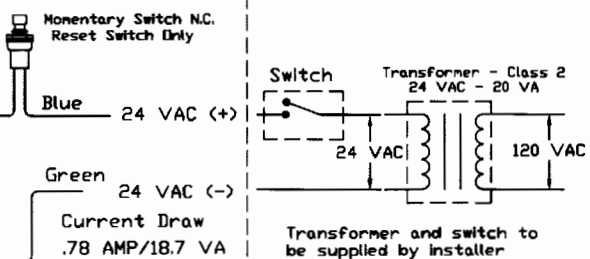 Momentary Switch N.C.
Reset Switch Only
Switch
Transformer - Class 2
24 VAC - 20 VA
Blue
24 VAC (+)
24 VAC
120 VAC
Green
24 VAC (-)
Current Draw
.78 AMP/18.7 VA
Transformer and switch to
be supplied by installer